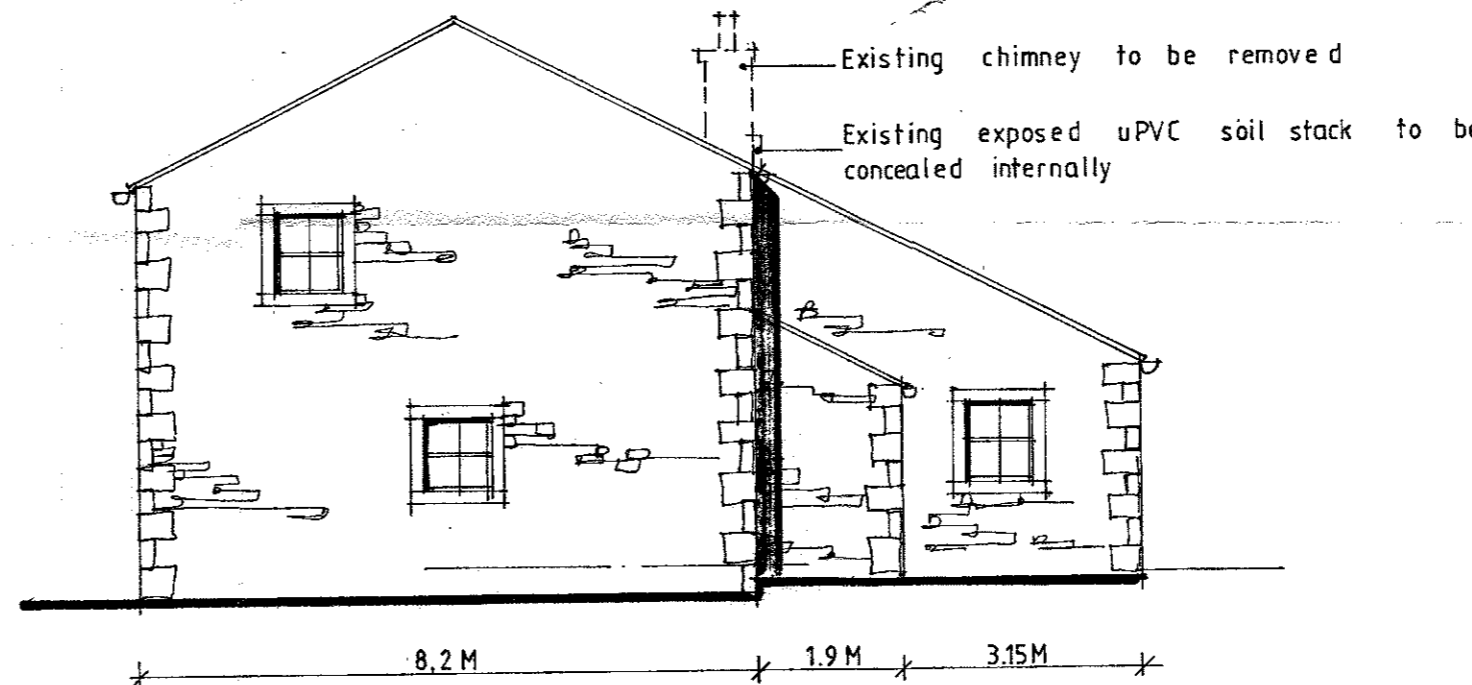 Existing chimney to be removed
Existing exposed uPVC soil stack to be
concealed internally
8,2 M
1.9 M
3.15M